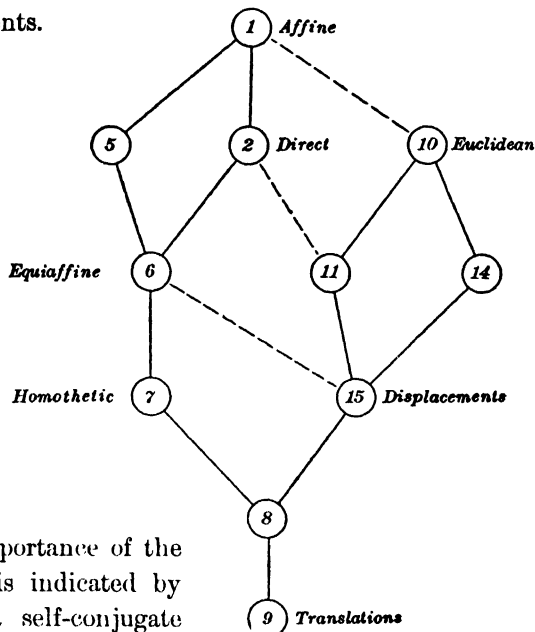 nts.
1 Affine
5 2 Direct 10 Euclidean
Equiaffine 6 11 14
Homothetic 7 15 Displacements
8
portance of the
is indicated by
self-conjugate
9 Translations